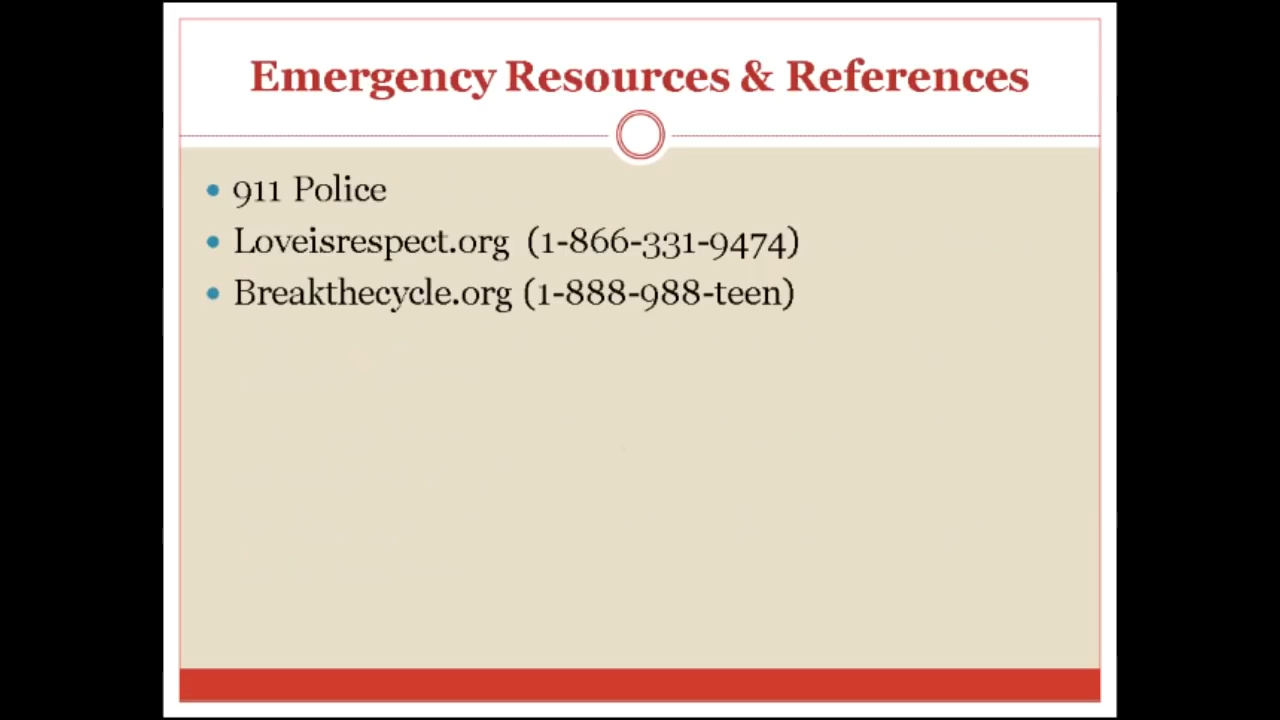 Emergency Resources & References
911 Police
Loveisrespect.org (1-866-331-9474)
Breakthecycle.org (1-888-988-teen)